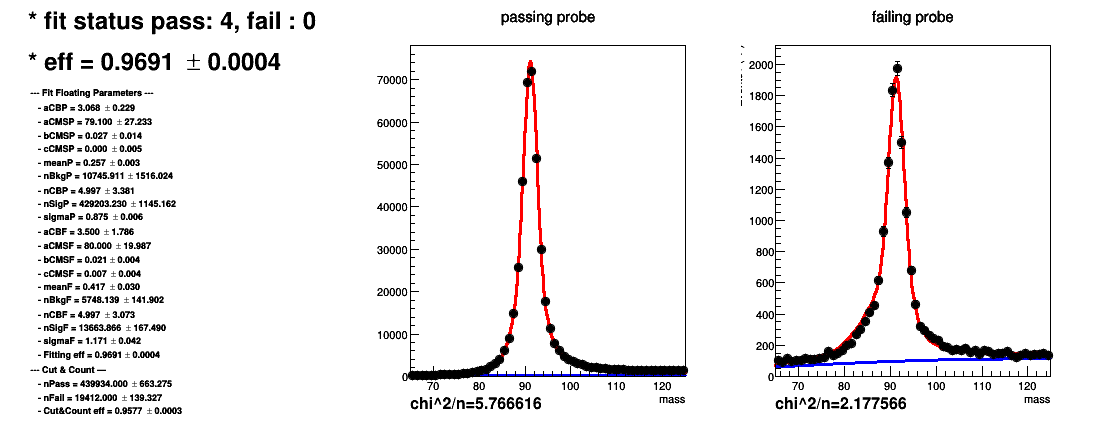 * fit status pass: 4, fail : 0
* eff = 0.9691 ± 0.0004
--- Fit Floating Parameters ---
- aCBP = 3.068 ± 0.229
- aCMSP = 79.100 ± 27.233
- bCMSP = 0.027 ± 0.014
- cCMSP = 0.000 ± 0.005
- meanP = 0.257 ± 0.003
- nBkgP = 10745.911 ± 1516.024
- nCBP = 4.997 ± 3.381
- nSigP = 429203.230 ± 1145.162
- sigmaP = 0.875 ± 0.006
- aCBF = 3.500 ± 1.786
- aCMSF = 80.000 ± 19.987
- bCMSF = 0.021 ± 0.004
- cCMSF = 0.007 ± 0.004
- meanF = 0.417 ± 0.030
- nBkgF = 5748.139 ± 141.902
- nCBF = 4.997 ± 3.073
- nSigF = 13663.866 ± 167.490
- sigmaF = 1.171 ± 0.042
- Fitting eff = 0.9691 ± 0.0004
--- Cut & Count ---
- nPass = 439934.000 ± 663.275
- nFail = 19412.000 ± 139.327
- Cut&Count eff = 0.9577 ± 0.0003
passing probe
70000
60000
50000
40000
30000
20000
10000
0
70 80 90 100 110 120
mass
chi^2/n=5.766616
failing probe
2000
1800
1600
1400
1200
1000
800
600
400
200
0
70 80 90 100 110 120
mass
chi^2/n=2.177566